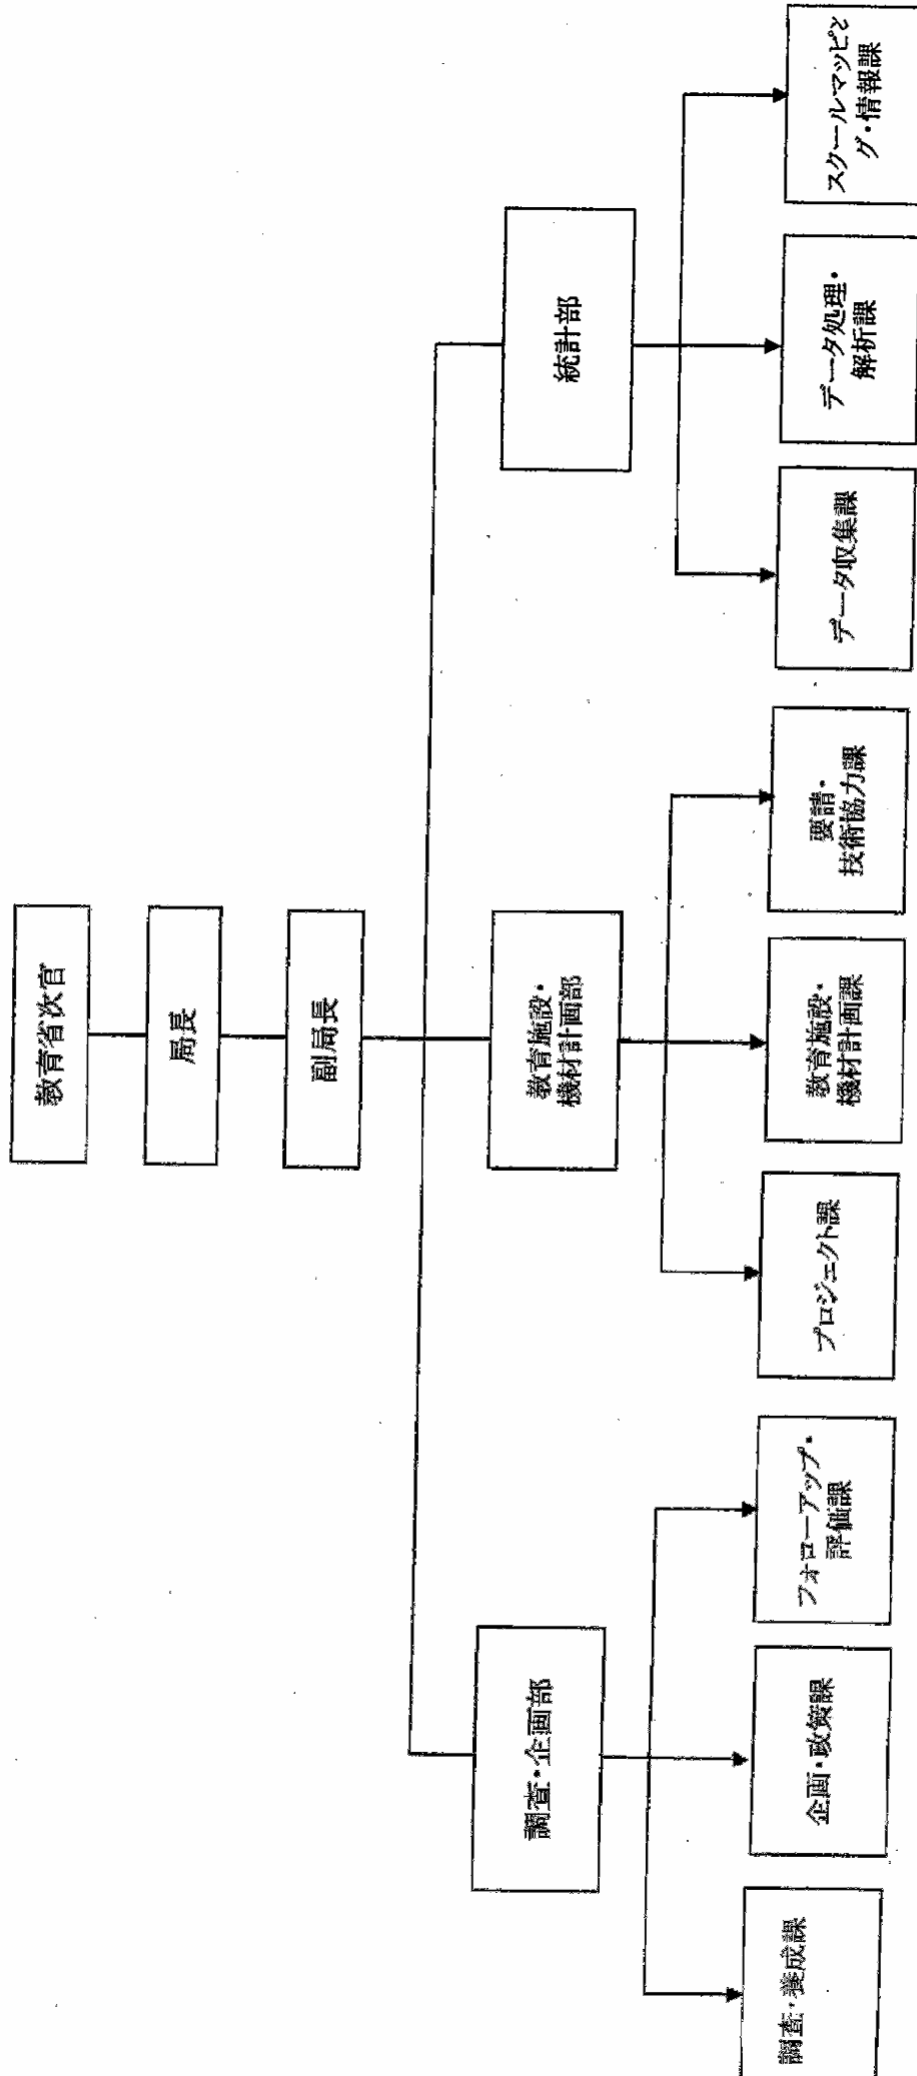 教育省次官
局長
副局長
調査・企画部
教育施設・
機材計画部
統計部
調査・養成課
企画・政策課
フォローアップ・
評価課
プロジェクト課
教育施設・
機材計画課
要請・
技術協力課
データ収集課
データ処理・
解析課
スクールマッピン
グ・情報課